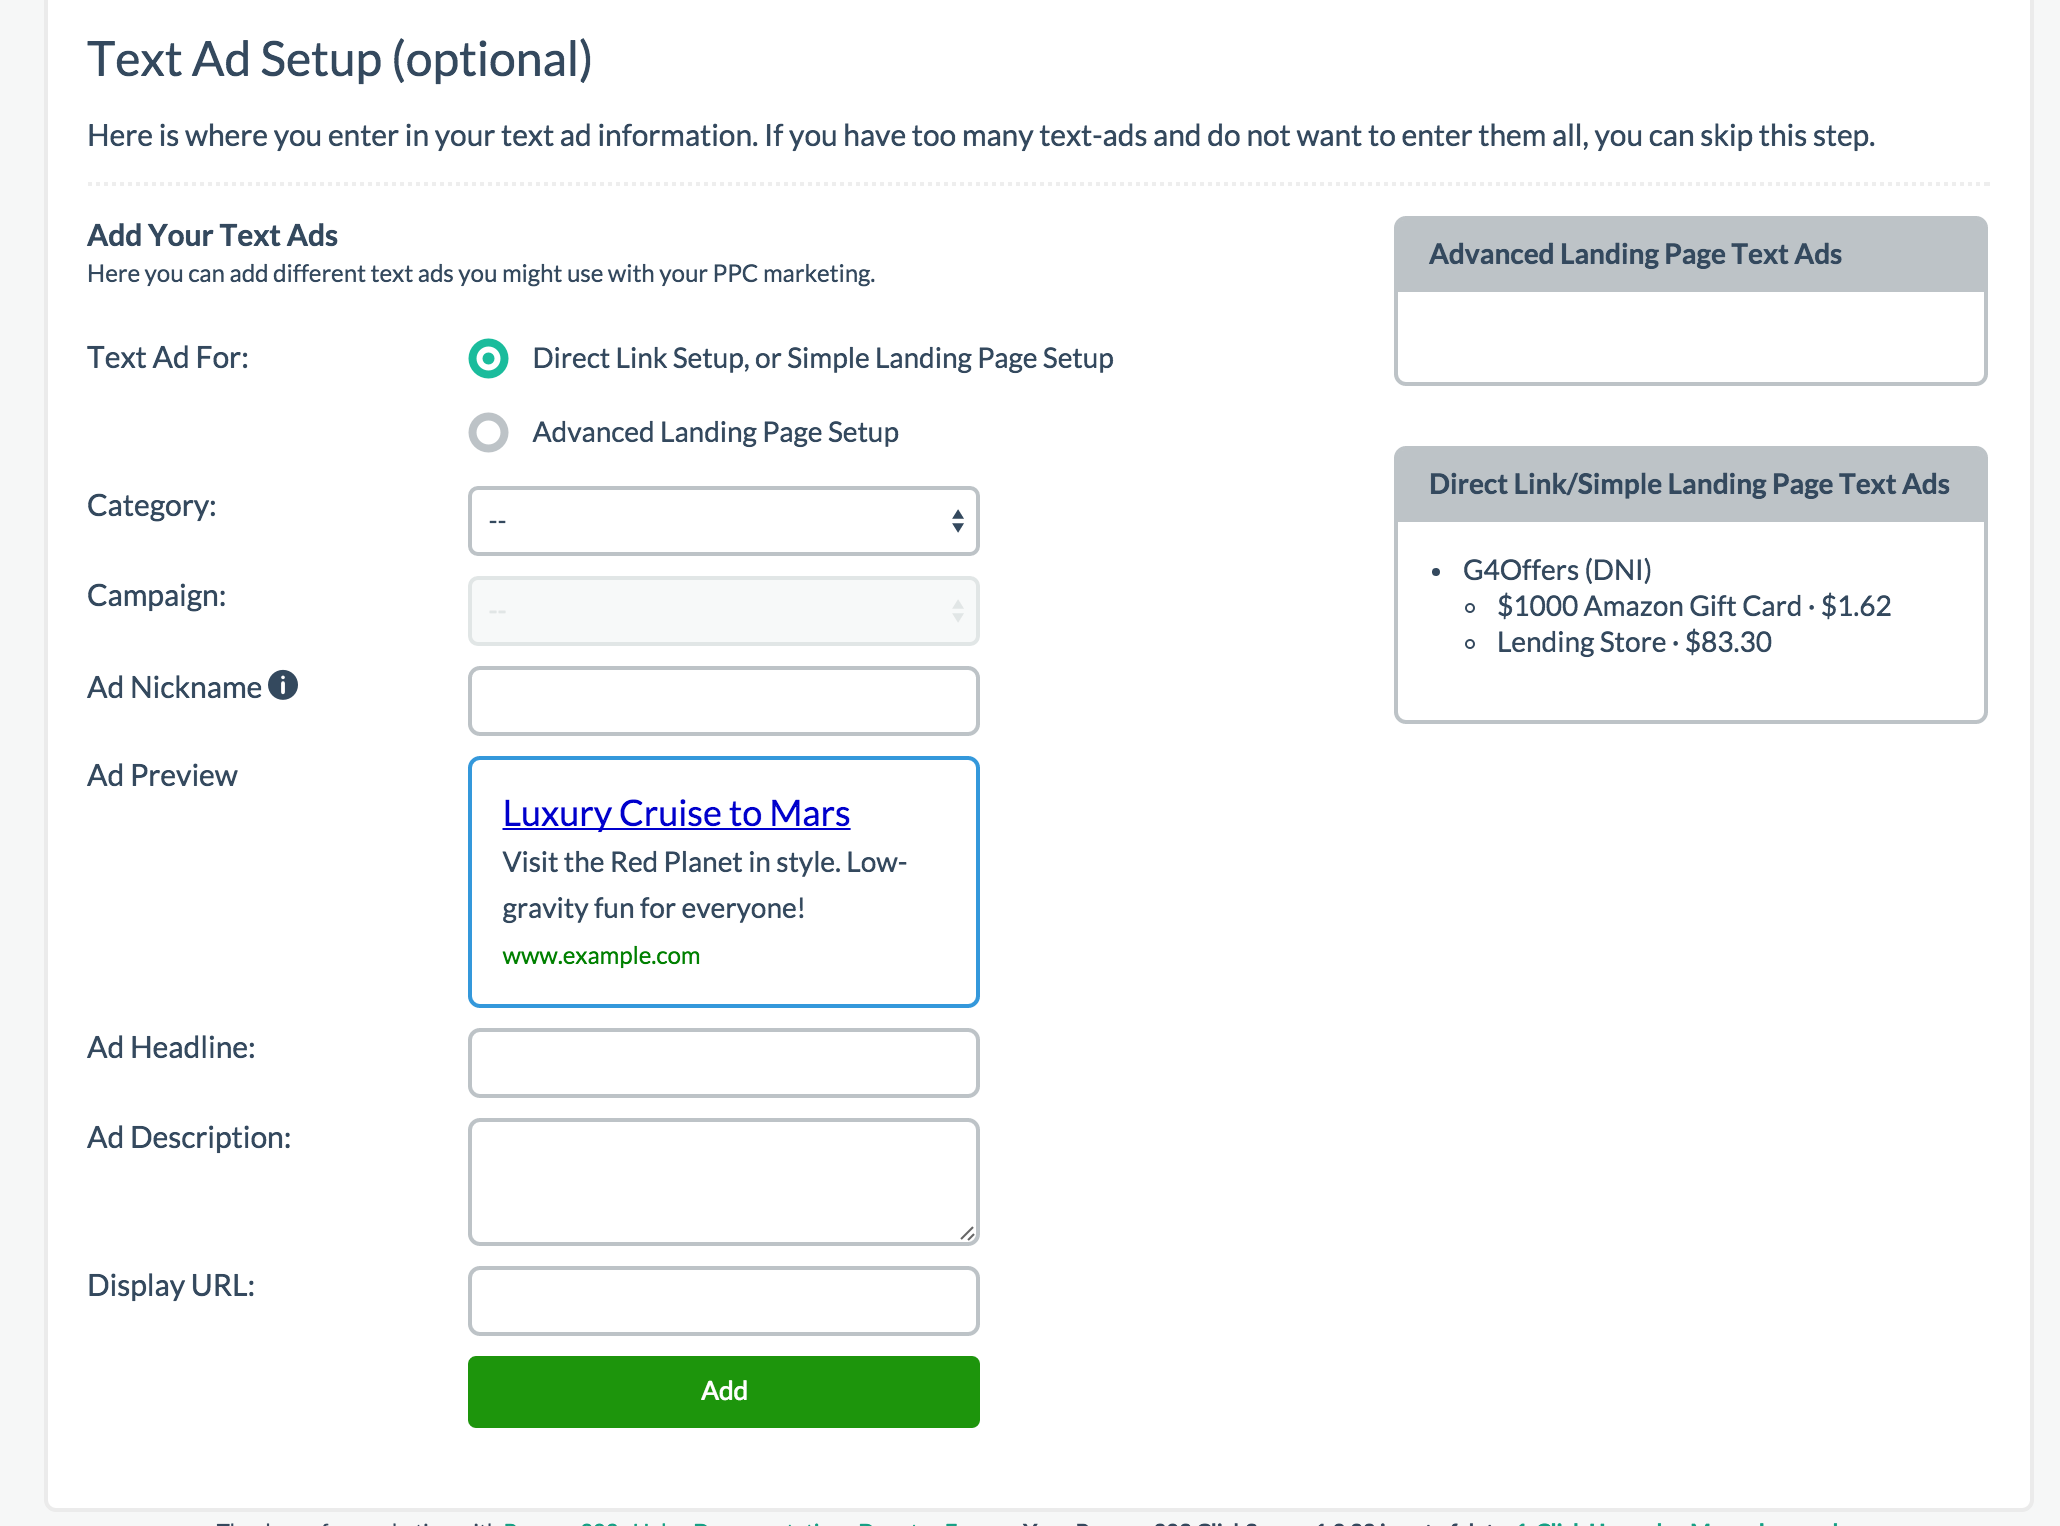 Text Ad Setup (optional)
Here is where you enter in your text ad information. If you have too many text-ads and do not want to enter them all, you can skip this step.
Add Your Text Ads
Here you can add different text ads you might use with your PPC marketing.
Text Ad For:
Direct Link Setup, or Simple Landing Page Setup
Advanced Landing Page Setup
Category:
--
Campaign:
--
Ad Nickname
Ad Preview
Luxury Cruise to Mars
Visit the Red Planet in style. Low-
gravity fun for everyone!
www.example.com
Ad Headline:
Ad Description:
Display URL:
Add
Advanced Landing Page Text Ads
Direct Link/Simple Landing Page Text Ads
• G4Offers (DNI)
$1000 Amazon Gift Card · $1.62
Lending Store · $83.30